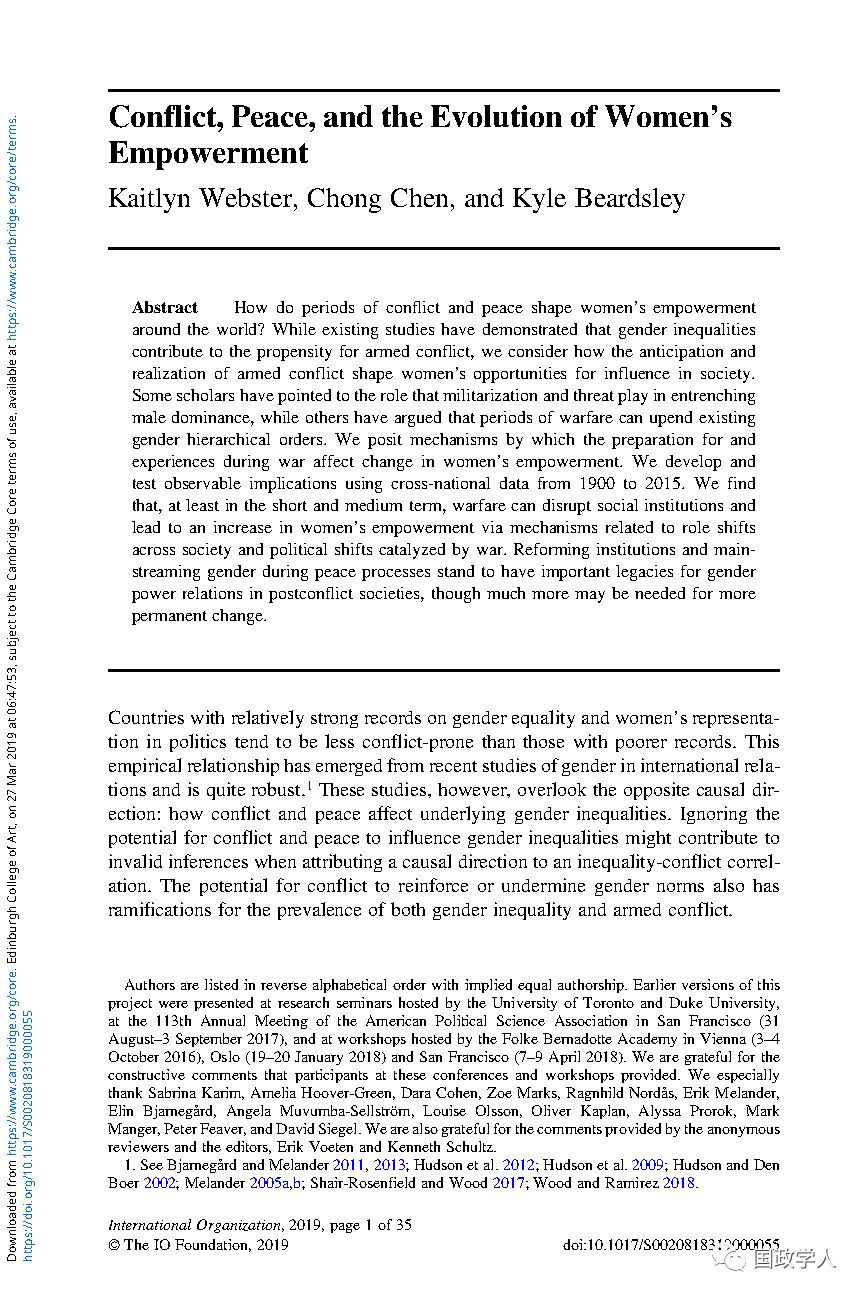 Conflict, Peace, and the Evolution of Women's
Empowerment
Kaitlyn Webster, Chong Chen, and Kyle Beardsley
Abstract How do periods of conflict and peace shape women's empowerment
around the world? While existing studies have demonstrated that gender inequalities
contribute to the propensity for armed conflict, we consider how the anticipation and
realization of armed conflict shape women's opportunities for influence in society.
Some scholars have pointed to the role that militarization and threat play in entrenching
male dominance, while others have argued that periods of warfare can upend existing
gender hierarchical orders. We posit mechanisms by which the preparation for and
experiences during war affect change in women's empowerment. We develop and
test observable implications using cross-national data from 1900 to 2015. We find
that, at least in the short and medium term, warfare can disrupt social institutions and
lead to an increase in women's empowerment via mechanisms related to role shifts
across society and political shifts catalyzed by war. Reforming institutions and main-
streaming gender during peace processes stand to have important legacies for gender
power relations in postconflict societies, though much more may be needed for more
permanent change.
Countries with relatively strong records on gender equality and women's representa-
tion in politics tend to be less conflict-prone than those with poorer records. This
empirical relationship has emerged from recent studies of gender in international rela-
tions and is quite robust.1 These studies, however, overlook the opposite causal dir-
ection: how conflict and peace affect underlying gender inequalities. Ignoring the
potential for conflict and peace to influence gender inequalities might contribute to
invalid inferences when attributing a causal direction to an inequality-conflict correl-
ation. The potential for conflict to reinforce or undermine gender norms also has
ramifications for the prevalence of both gender inequality and armed conflict.
Authors are listed in reverse alphabetical order with implied equal authorship. Earlier versions of this
project were presented at research seminars hosted by the University of Toronto and Duke University,
at the 113th Annual Meeting of the American Political Science Association in San Francisco (31
August–3 September 2017), and at workshops hosted by the Folke Bernadotte Academy in Vienna (3–4
October 2016), Oslo (19–20 January 2018) and San Francisco (7–9 April 2018). We are grateful for the
constructive comments that participants at these conferences and workshops provided. We especially
thank Sabrina Karim, Amelia Hoover-Green, Dara Cohen, Zoe Marks, Ragnhild Nordås, Erik Melander,
Elin Bjarnegård, Angela Muvumba-Sellström, Louise Olsson, Oliver Kaplan, Alyssa Prorok, Mark
Manger, Peter Feaver, and David Siegel. We are also grateful for the comments provided by the anonymous
reviewers and the editors, Erik Voeten and Kenneth Schultz.
1. See Bjarnegård and Melander 2011, 2013; Hudson et al. 2012; Hudson et al. 2009; Hudson and Den
Boer 2002; Melander 2005a,b; Shair-Rosenfield and Wood 2017; Wood and Ramirez 2018.
International Organization, 2019, page 1 of 35
© The IO Foundation, 2019 doi:10.1017/S0020818319000055
国政学人
Downloaded from https://www.cambridge.org/core. Edinburgh College of Art, on 27 Mar 2019 at 06:47:53, subject to the Cambridge Core terms of use, available at https://www.cambridge.org/core/terms.
https://doi.org/10.1017/S0020818319000055